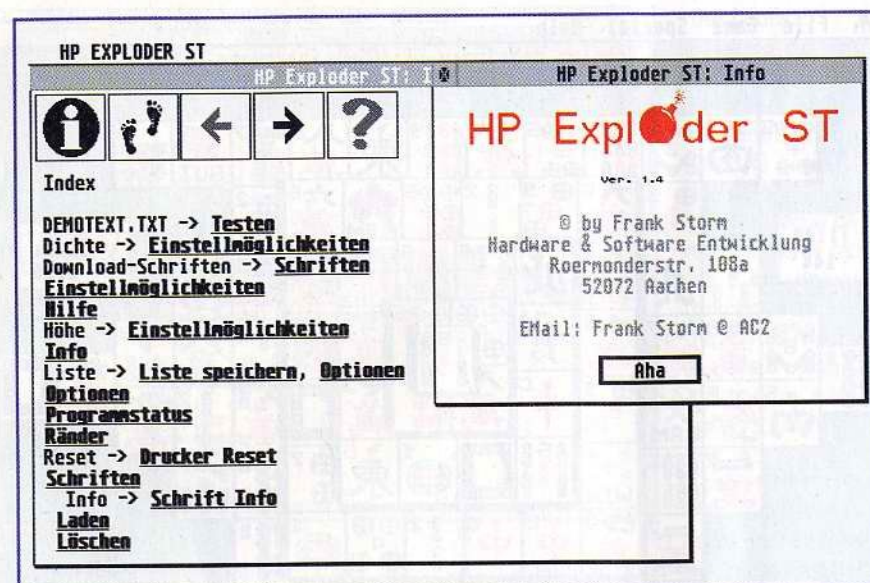 HP EXPLODER ST
HP Exploder ST: I
Index
DEMOTEXT.TXT -> Testen
Dichte -> Einstellmöglichkeiten
Download-Schriften -> Schriften
Einstellmöglichkeiten
Hilfe
Höhe -> Einstellmöglichkeiten
Info
Liste -> Liste speichern, Optionen
Optionen
Programmstatus
Ränder
Reset -> Drucker Reset
Schriften
Info -> Schrift Info
Laden
Löschen
HP Exploder ST: Info
HP Exploder ST
Ver. 1.4
© by Frank Storm
Hardware & Software Entwicklung
Roermonderstr. 108a
52072 Aachen
EMail: Frank Storm @ AC2
Aha